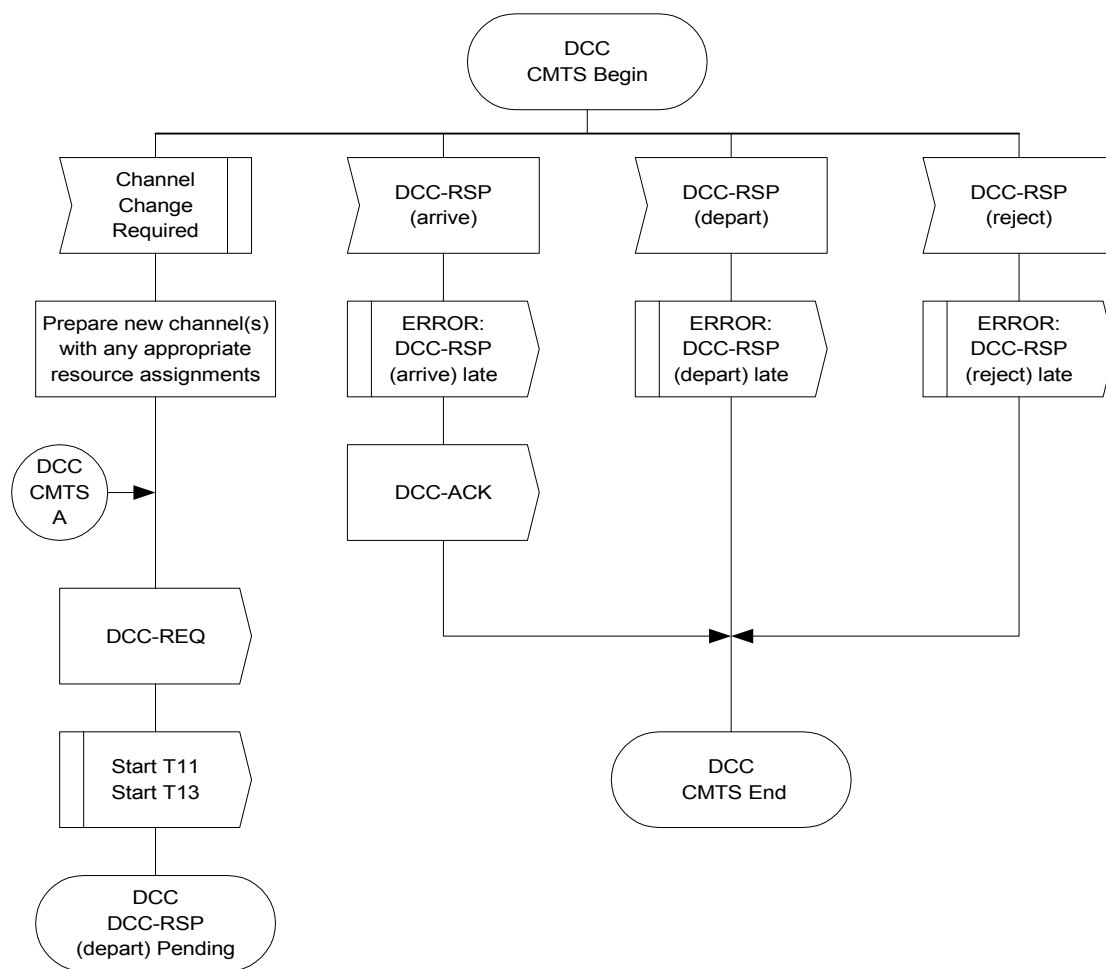 DCC
CMTS Begin
Channel
Change
Required
DCC-RSP
(arrive)
DCC-RSP
(depart)
DCC-RSP
(reject)
Prepare new channel(s)
with any appropriate
resource assignments
ERROR:
DCC-RSP
(arrive) late
ERROR:
DCC-RSP
(depart) late
ERROR:
DCC-RSP
(reject) late
DCC
CMTS
A
DCC-ACK
DCC-REQ
Start T11
Start T13
DCC
CMTS End
DCC
DCC-RSP
(depart) Pending